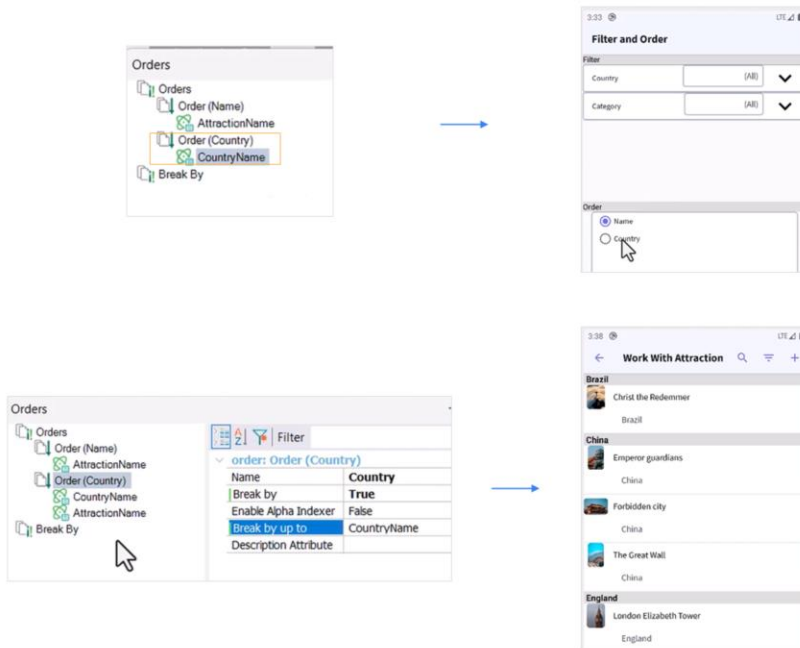 Orders
Orders
Order (Name)
AttractionName
Order (Country)
CountryName
Break By
3:33
LTE
Filter and Order
Filter
Country (All)
Category (All)
Order
Name
Country
Orders
Orders
Order (Name)
AttractionName
Order (Country)
CountryName
AttractionName
Break By
Filter
order: Order (Country)
Name Country
Break by True
Enable Alpha Indexer False
Break by up to CountryName
Description Attribute
3:38
LTE
Work With Attraction
Brazil
Christ the Redemmer
Brazil
China
Emperor guardians
China
Forbidden city
China
The Great Wall
China
England
London Elizabeth Tower
England